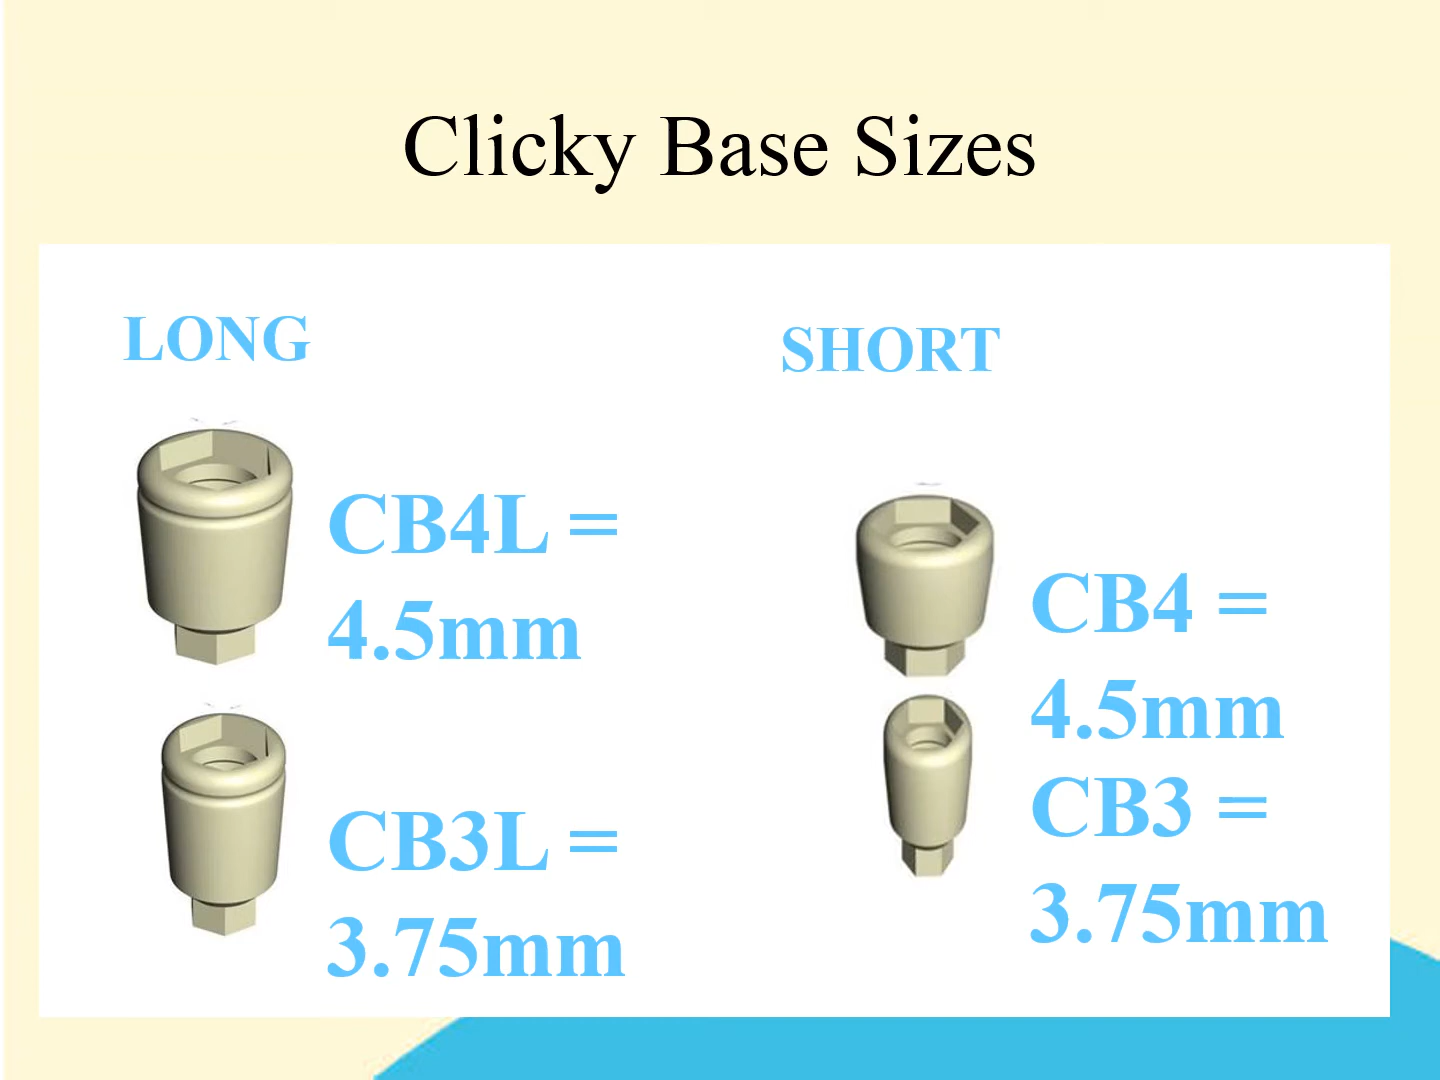 Clicky Base Sizes
LONG
CB4L =
4.5mm
CB3L =
3.75mm
SHORT
CB4 =
4.5mm
CB3 =
3.75mm